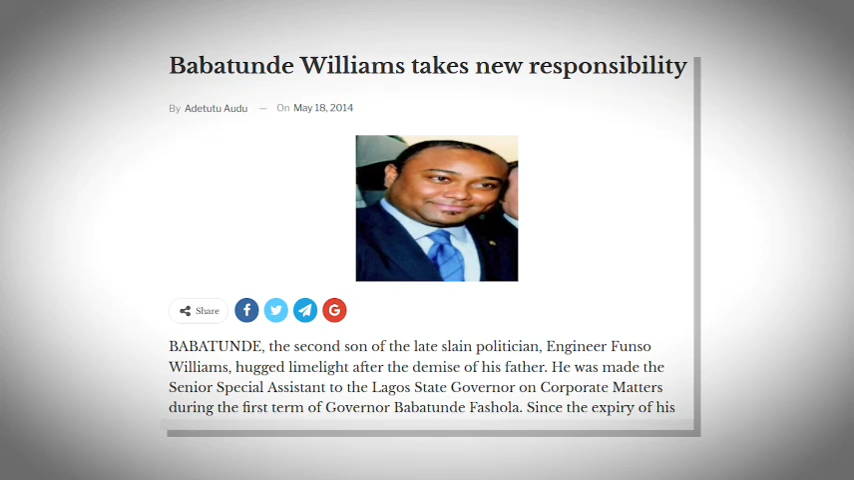 Babatunde Williams takes new responsibility
By Adetutu Audu — On May 18, 2014
Share
BABATUNDE, the second son of the late slain politician, Engineer Funso
Williams, hugged limelight after the demise of his father. He was made the
Senior Special Assistant to the Lagos State Governor on Corporate Matters
during the first term of Governor Babatunde Fashola. Since the expiry of his